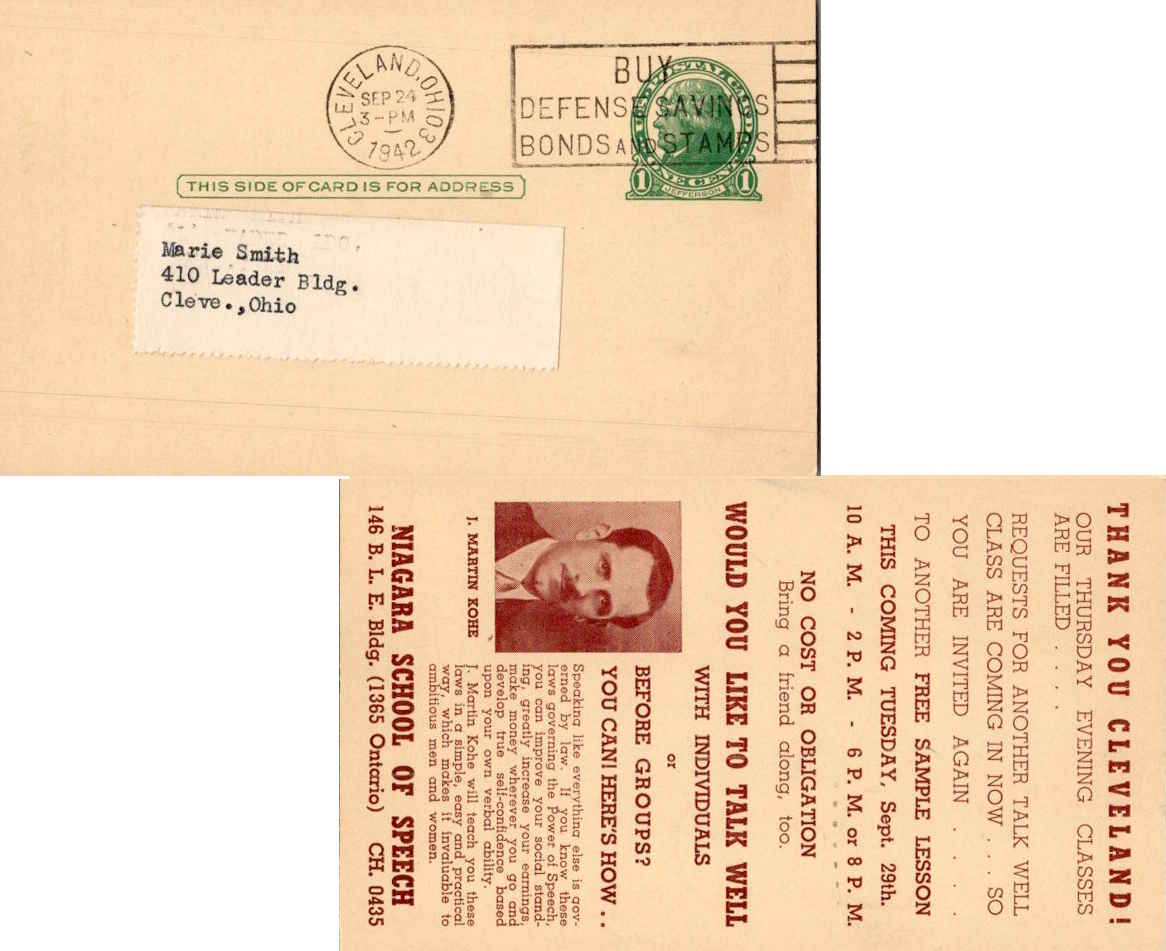 CLEVELAND, OHIO 3
SEP 24
3-PM
1942
BUY
DEFENSE SAVINGS
BONDS AND STAMPS
U.S. POSTAL CARD
ONE CENT
1 JEFFERSON 1
THIS SIDE OF CARD IS FOR ADDRESS
Marie Smith
410 Leader Bldg.
Cleve.,Ohio
THANK YOU CLEVELAND!
OUR THURSDAY EVENING CLASSES
ARE FILLED . . . .
REQUESTS FOR ANOTHER TALK WELL
CLASS ARE COMING IN NOW . . . SO
YOU ARE INVITED AGAIN . . . .
TO ANOTHER FREE SAMPLE LESSON
THIS COMING TUESDAY, Sept. 29th.
10 A. M. - 2 P. M. - 6 P. M. or 8 P. M.
NO COST OR OBLIGATION
Bring a friend along, too.
WOULD YOU LIKE TO TALK WELL
WITH INDIVIDUALS
or
BEFORE GROUPS?
YOU CAN! HERE'S HOW . .
Speaking like everything else is gov-
erned by law. If you know these
laws governing the Power of Speech,
you can improve your social stand-
ing, greatly increase your earnings,
make money wherever you go and
develop true self-confidence based
upon your own verbal ability.
J. Martin Kohe will teach you these
laws in a simple, easy and practical
way, which makes if invaluable to
ambitious men and women.
J. MARTIN KOHE
NIAGARA SCHOOL OF SPEECH
146 B. L. E. Bldg. (1365 Ontario) CH. 0435